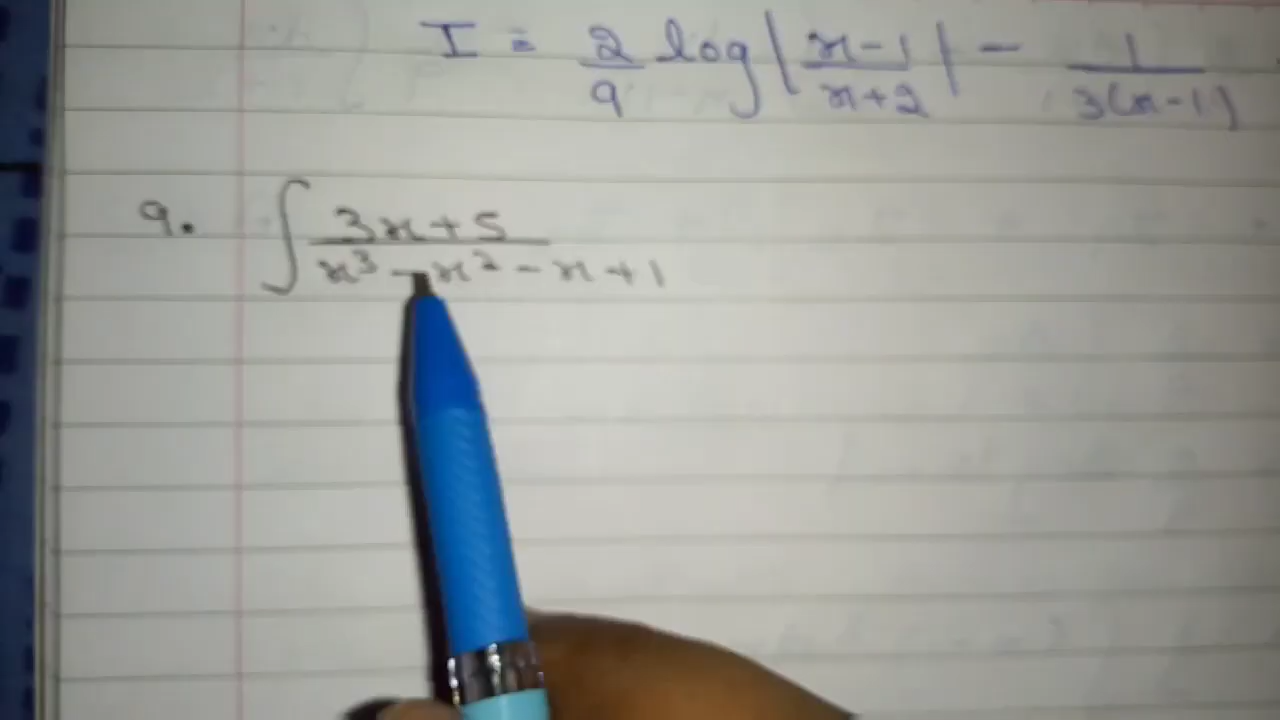 I = 2/9 log|x-1/x+2| - 1/3(x-1)
9. ∫ 3x+5/x³-x²-x+1